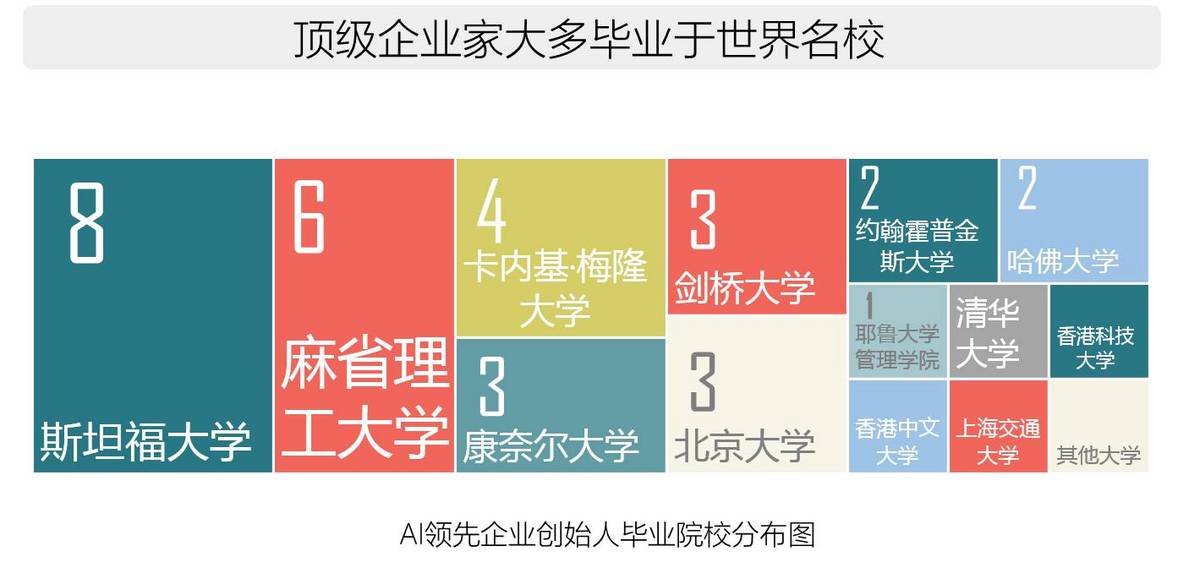 顶级企业家大多毕业于世界名校
8
斯坦福大学
6
麻省理
工大学
4
卡内基·梅隆
大学
3
康奈尔大学
3
剑桥大学
3
北京大学
2
约翰霍普金
斯大学
2
哈佛大学
1
耶鲁大学
管理学院
清华
大学
香港科技
大学
香港中文
大学
上海交通
大学
其他大学
AI领先企业创始人毕业院校分布图